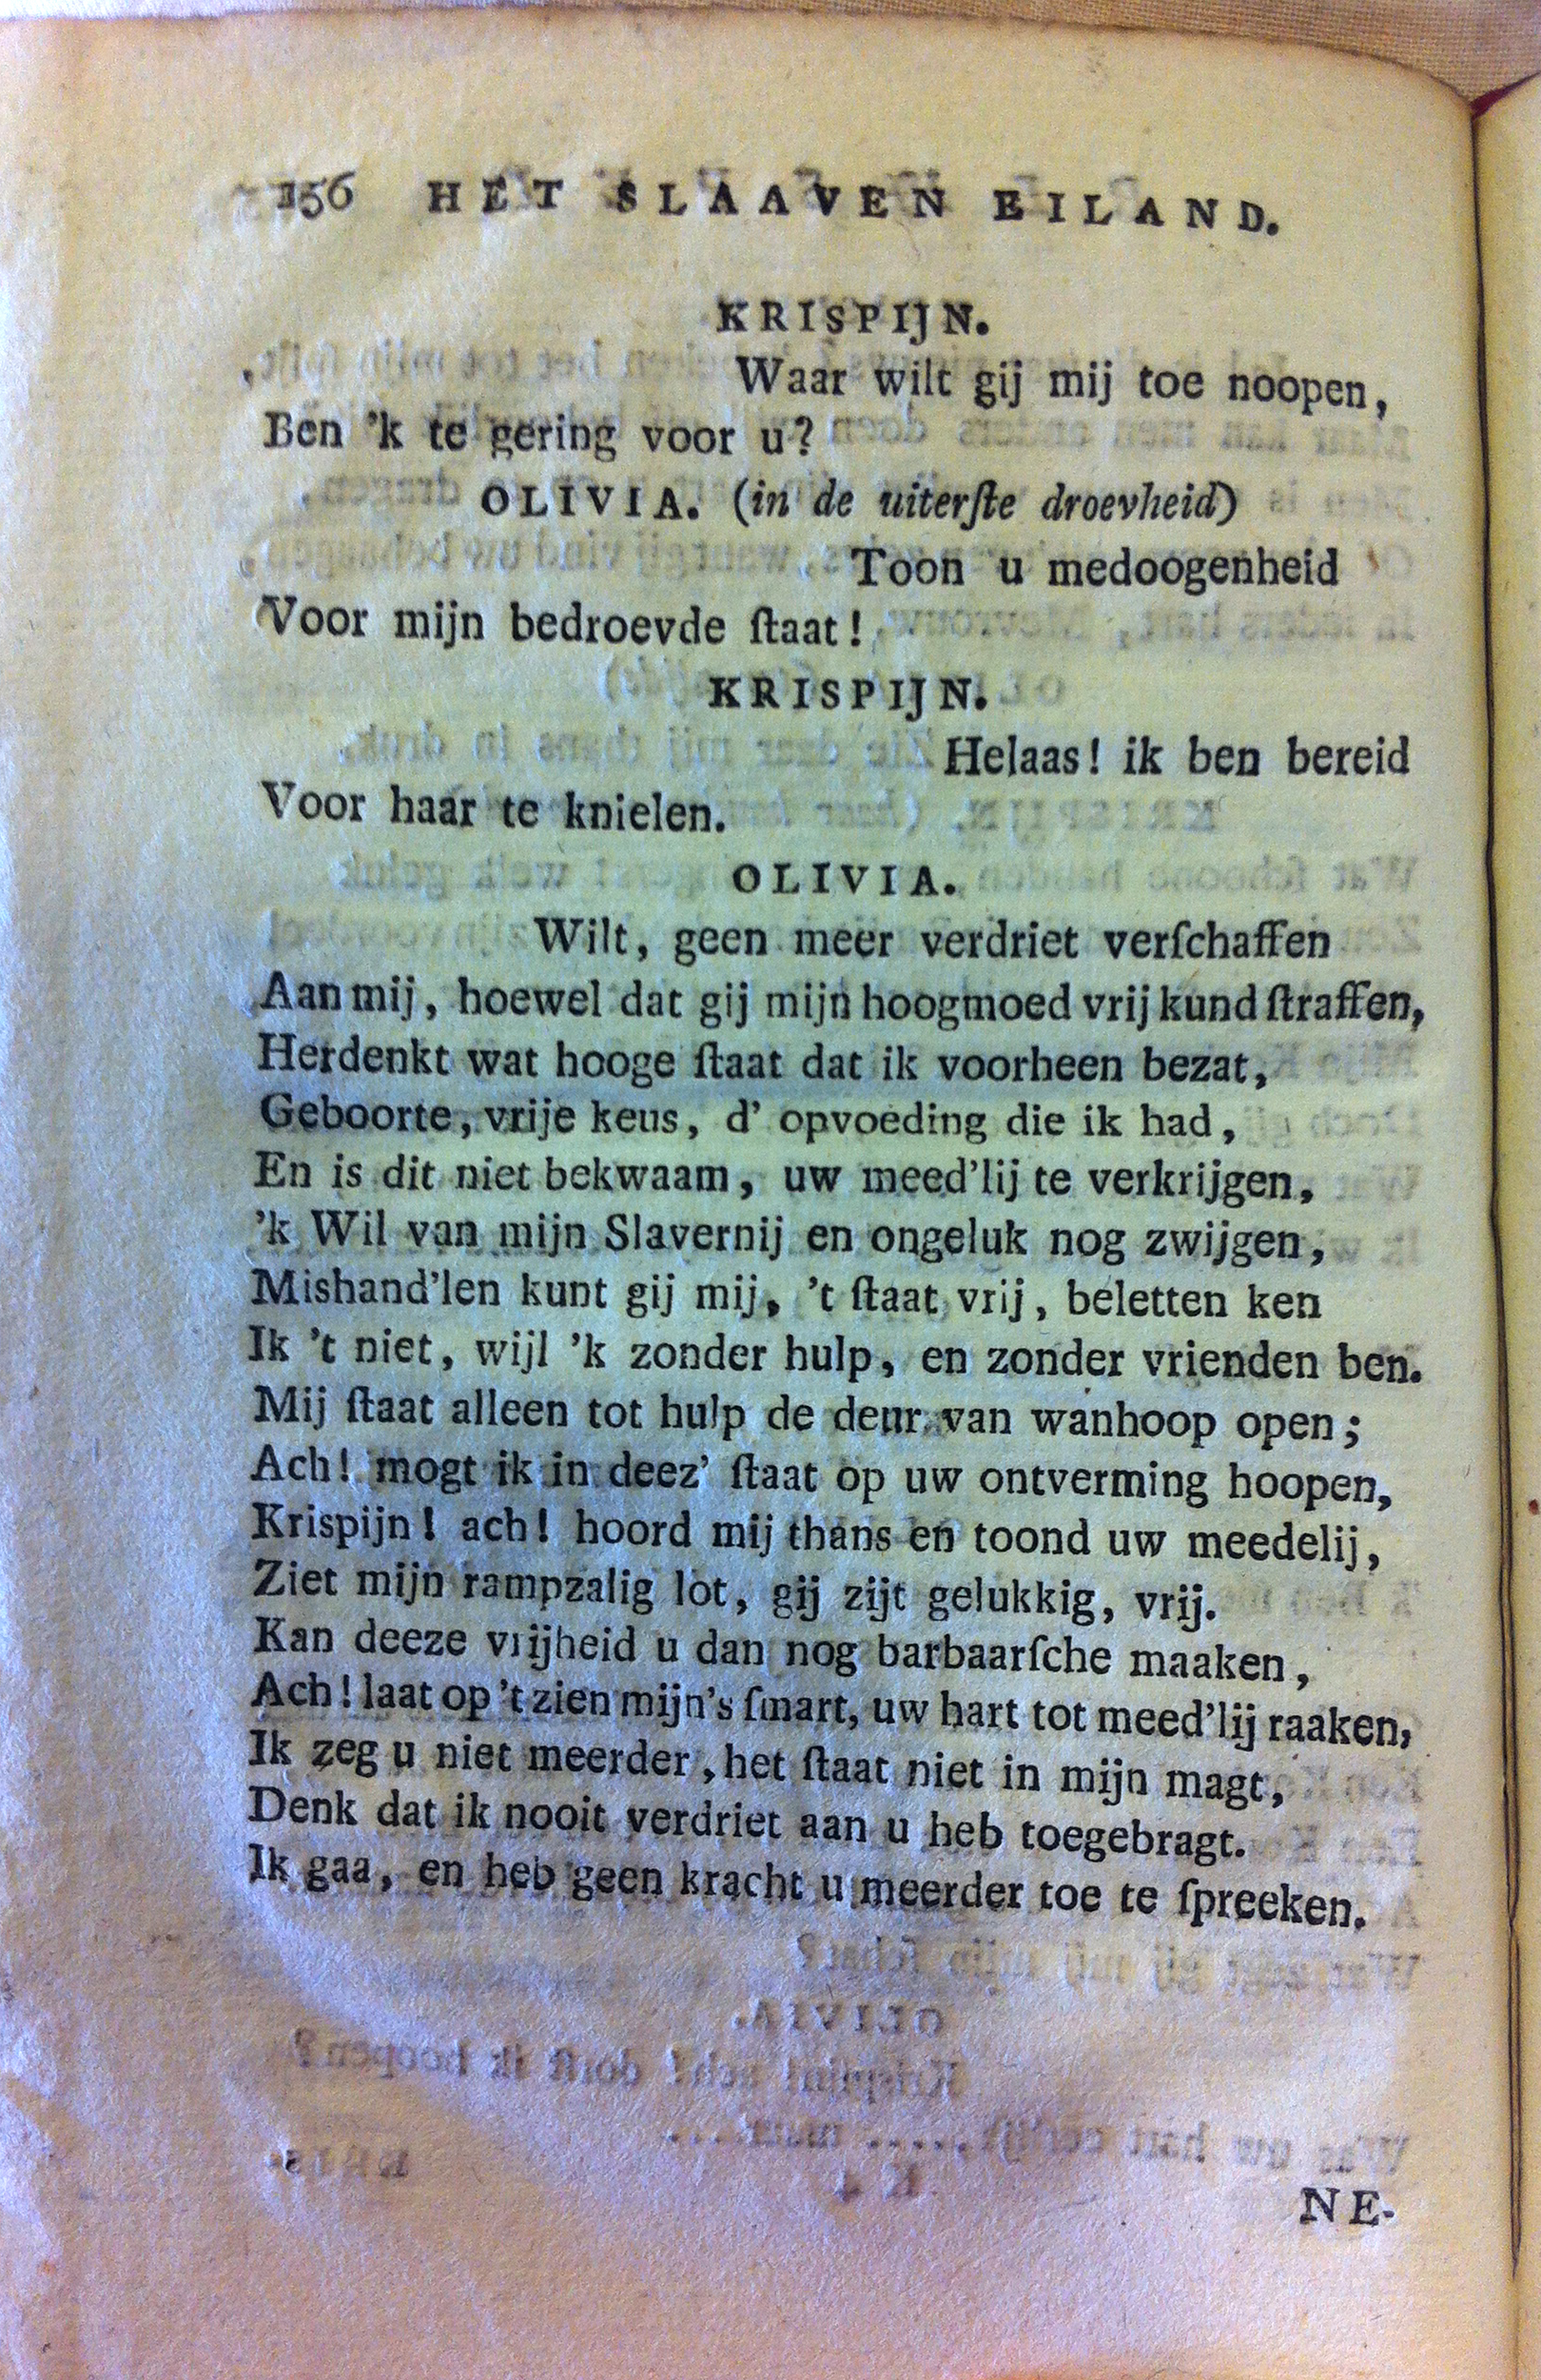 156 HET SLAAVEN EILAND.
KRISPIJN.
Waar wilt gij mij toe noopen,
Ben 'k te gering voor u?
OLIVIA. (in de uiterſte droevheid)
Toon u medoogenheid
Voor mijn bedroevde ſtaat!
KRISPIJN.
Helaas! ik ben bereid
Voor haar te knielen.
OLIVIA.
Wilt, geen meer verdriet verſchaffen
Aan mij, hoewel dat gij mijn hoogmoed vrij kund ſtraffen,
Herdenkt wat hooge ſtaat dat ik voorheen bezat,
Geboorte, vrije keus, d' opvoeding die ik had,
En is dit niet bekwaam, uw meed'lij te verkrijgen,
'k Wil van mijn Slavernij en ongeluk nog zwijgen,
Mishand'len kunt gij mij, 't ſtaat vrij, beletten ken
Ik 't niet, wijl 'k zonder hulp, en zonder vrienden ben.
Mij ſtaat alleen tot hulp de deur van wanhoop open;
Ach! mogt ik in deez' ſtaat op uw ontverming hoopen,
Krispijn! ach! hoord mij thans en toond uw meedelij,
Ziet mijn rampzalig lot, gij zijt gelukkig, vrij.
Kan deeze vrijheid u dan nog barbaarſche maaken,
Ach! laat op 't zien mijn's ſmart, uw hart tot meed'lij raaken,
Ik zeg u niet meerder, het ſtaat niet in mijn magt,
Denk dat ik nooit verdriet aan u heb toegebragt.
Ik gaa, en heb geen kracht u meerder toe te ſpreeken.
NE-